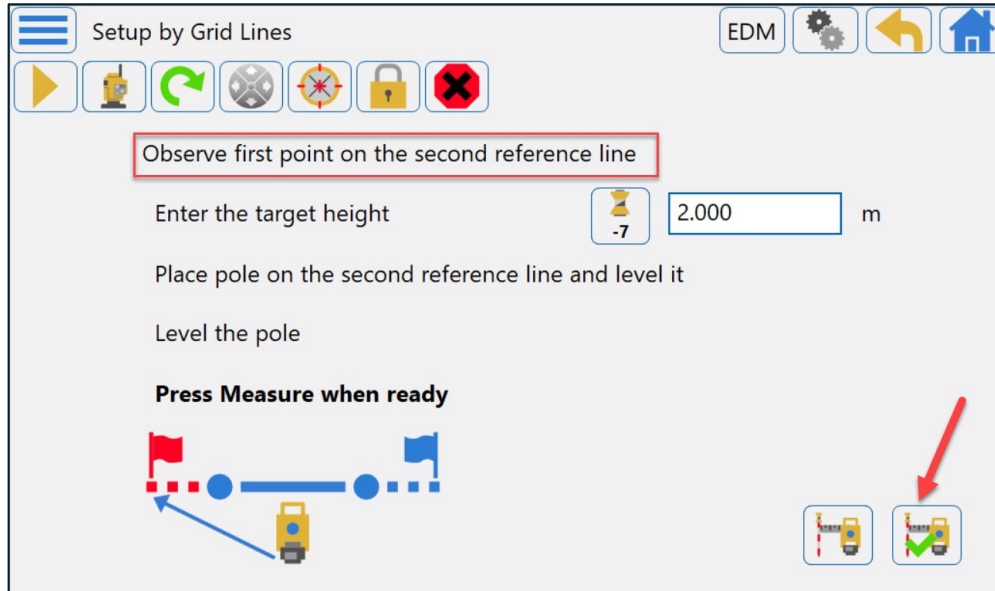 Setup by Grid Lines
EDM
Observe first point on the second reference line
Enter the target height
-7
2.000
m
Place pole on the second reference line and level it
Level the pole
Press Measure when ready